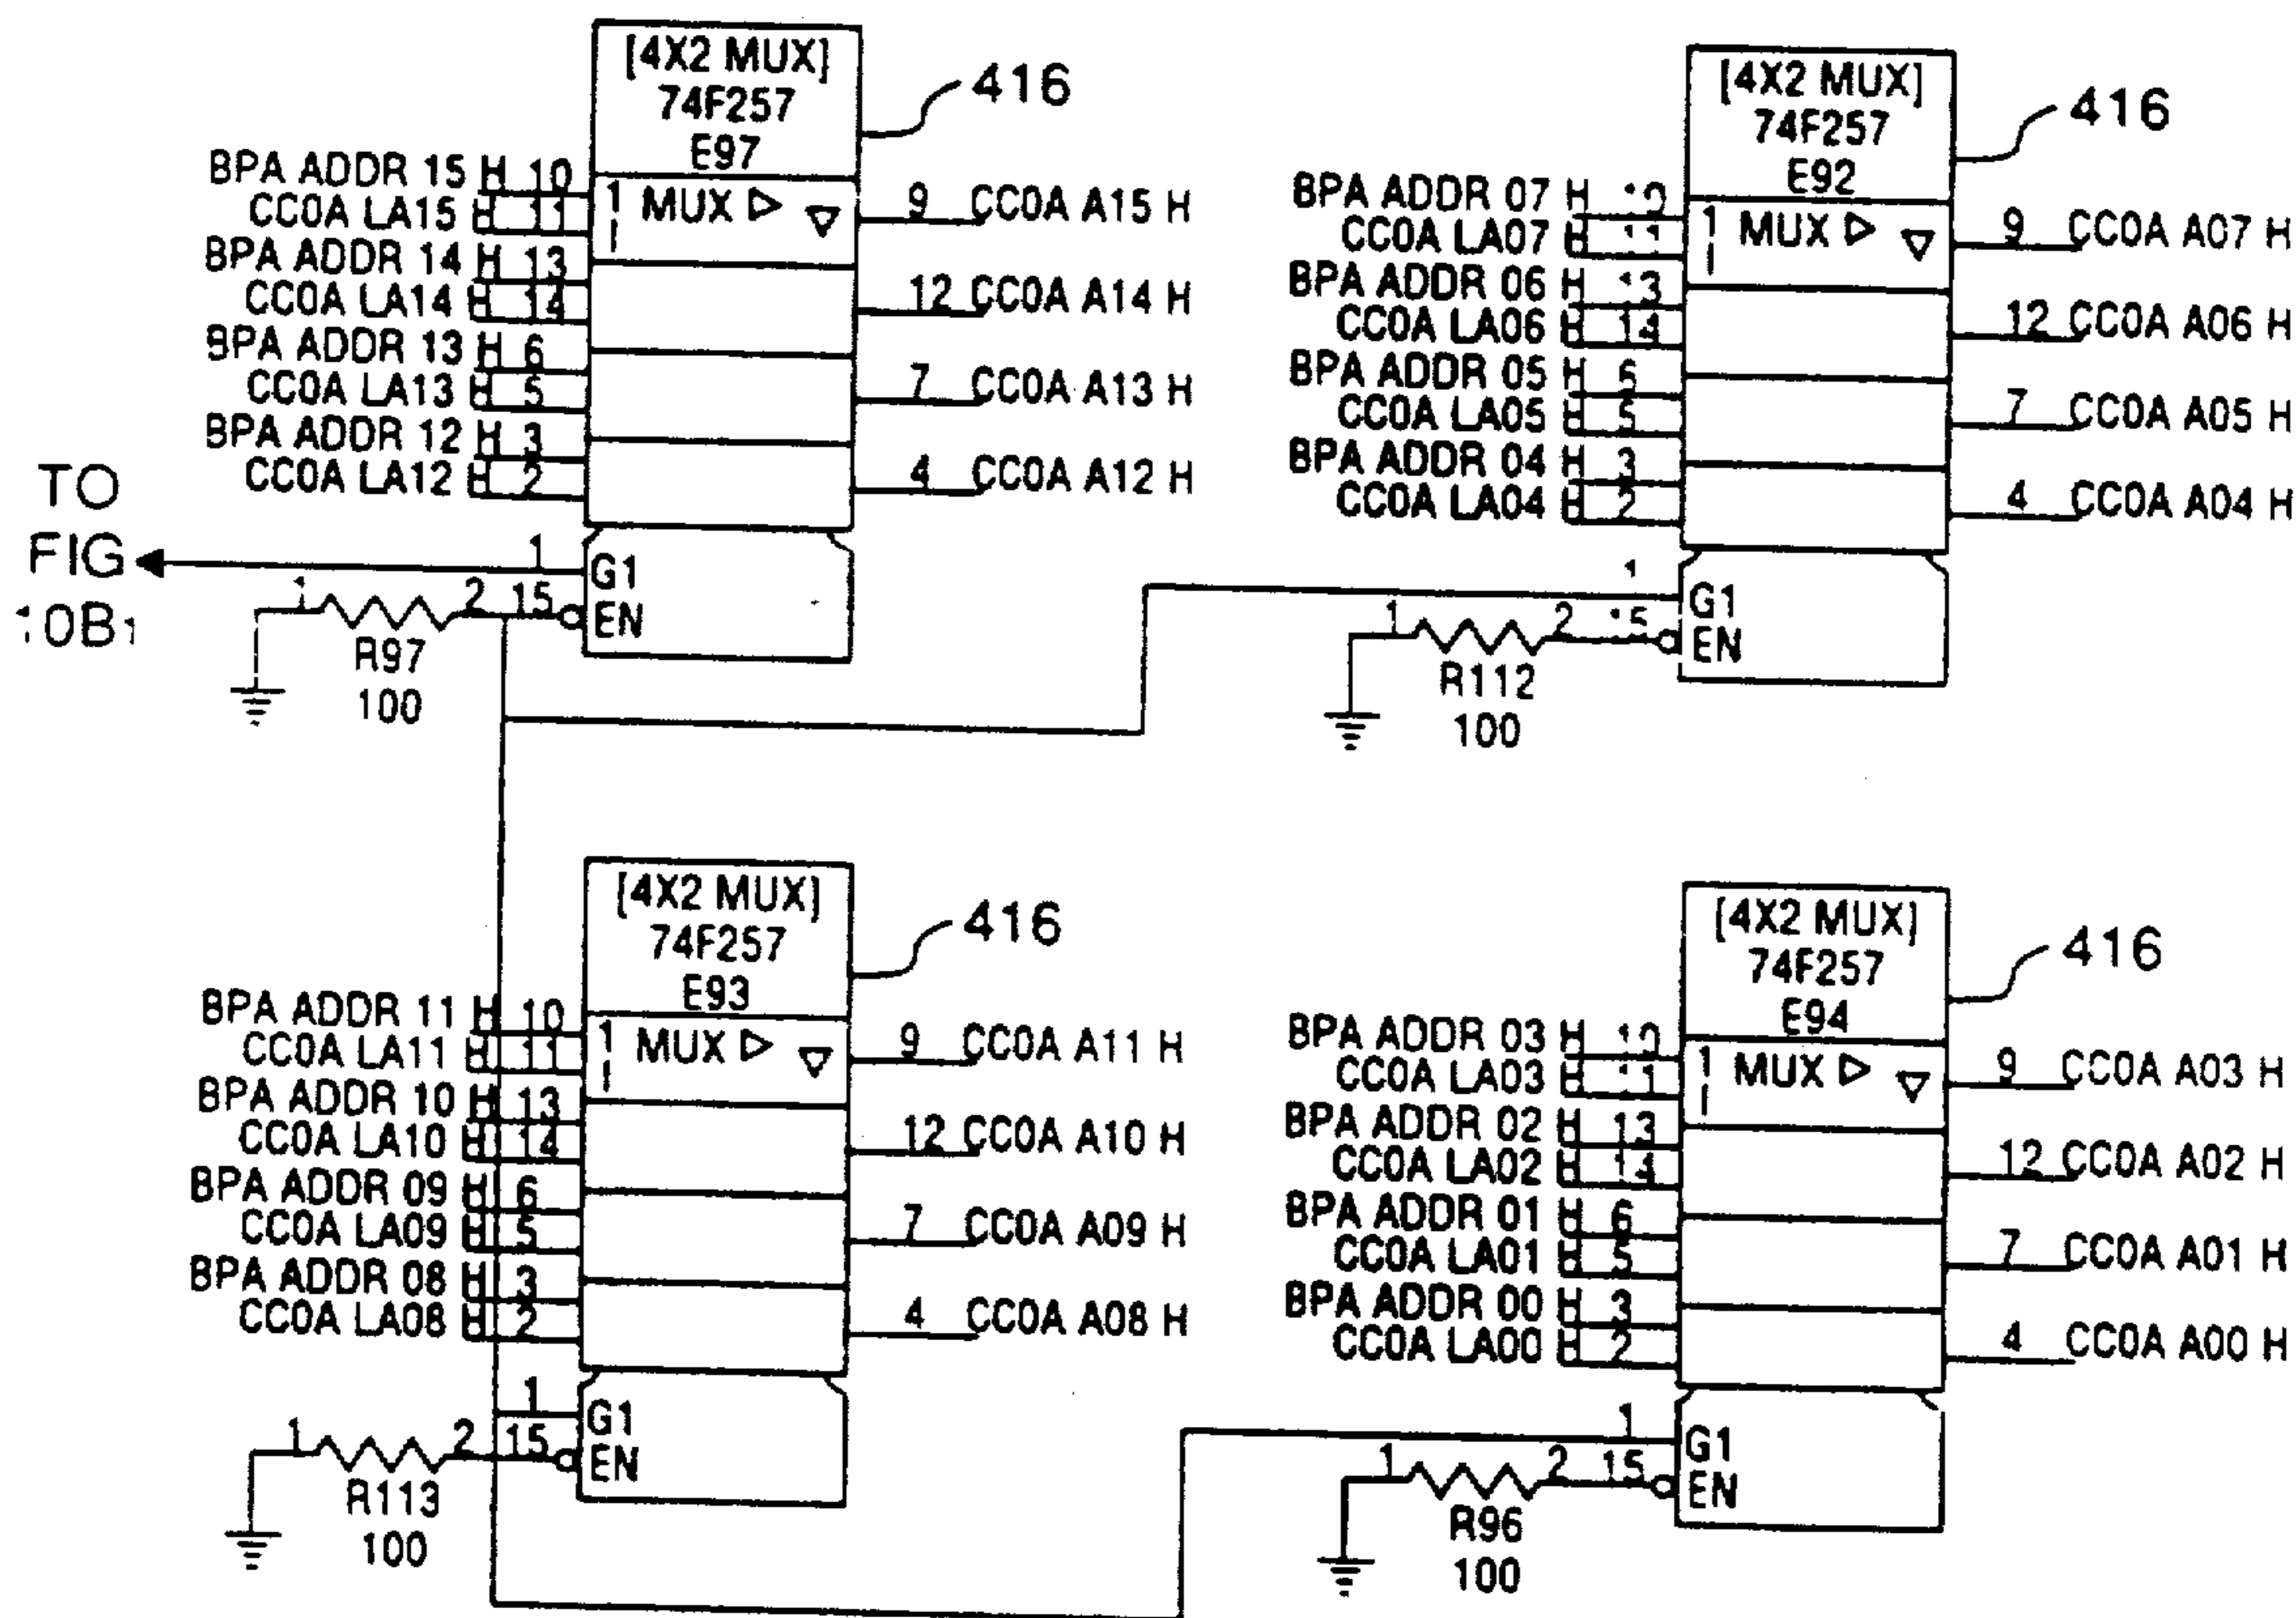 [4X2 MUX]
74F257
E97
416
BPA ADDR 15 H 10
CC0A LA15 H 11
BPA ADDR 14 H 13
CC0A LA14 H 14
BPA ADDR 13 H 6
CC0A LA13 H 5
BPA ADDR 12 H 3
CC0A LA12 H 2
1 MUX
9 CC0A A15 H
12 CC0A A14 H
7 CC0A A13 H
4 CC0A A12 H
TO
FIG
10B1
1
G1
1 2 15
EN
R97
100
[4X2 MUX]
74F257
E92
416
BPA ADDR 07 H 10
CC0A LA07 H 11
BPA ADDR 06 H 13
CC0A LA06 H 14
BPA ADDR 05 H 6
CC0A LA05 H 5
BPA ADDR 04 H 3
CC0A LA04 H 2
1 MUX
9 CC0A A07 H
12 CC0A A06 H
7 CC0A A05 H
4 CC0A A04 H
1
G1
1 2 15
EN
R112
100
[4X2 MUX]
74F257
E93
416
BPA ADDR 11 H 10
CC0A LA11 H 11
BPA ADDR 10 H 13
CC0A LA10 H 14
BPA ADDR 09 H 6
CC0A LA09 H 5
BPA ADDR 08 H 3
CC0A LA08 H 2
1 MUX
9 CC0A A11 H
12 CC0A A10 H
7 CC0A A09 H
4 CC0A A08 H
1
G1
1 2 15
EN
R113
100
[4X2 MUX]
74F257
E94
416
BPA ADDR 03 H 10
CC0A LA03 H 11
BPA ADDR 02 H 13
CC0A LA02 H 14
BPA ADDR 01 H 6
CC0A LA01 H 5
BPA ADDR 00 H 3
CC0A LA00 H 2
1 MUX
9 CC0A A03 H
12 CC0A A02 H
7 CC0A A01 H
4 CC0A A00 H
1
G1
1 2 15
EN
R96
100